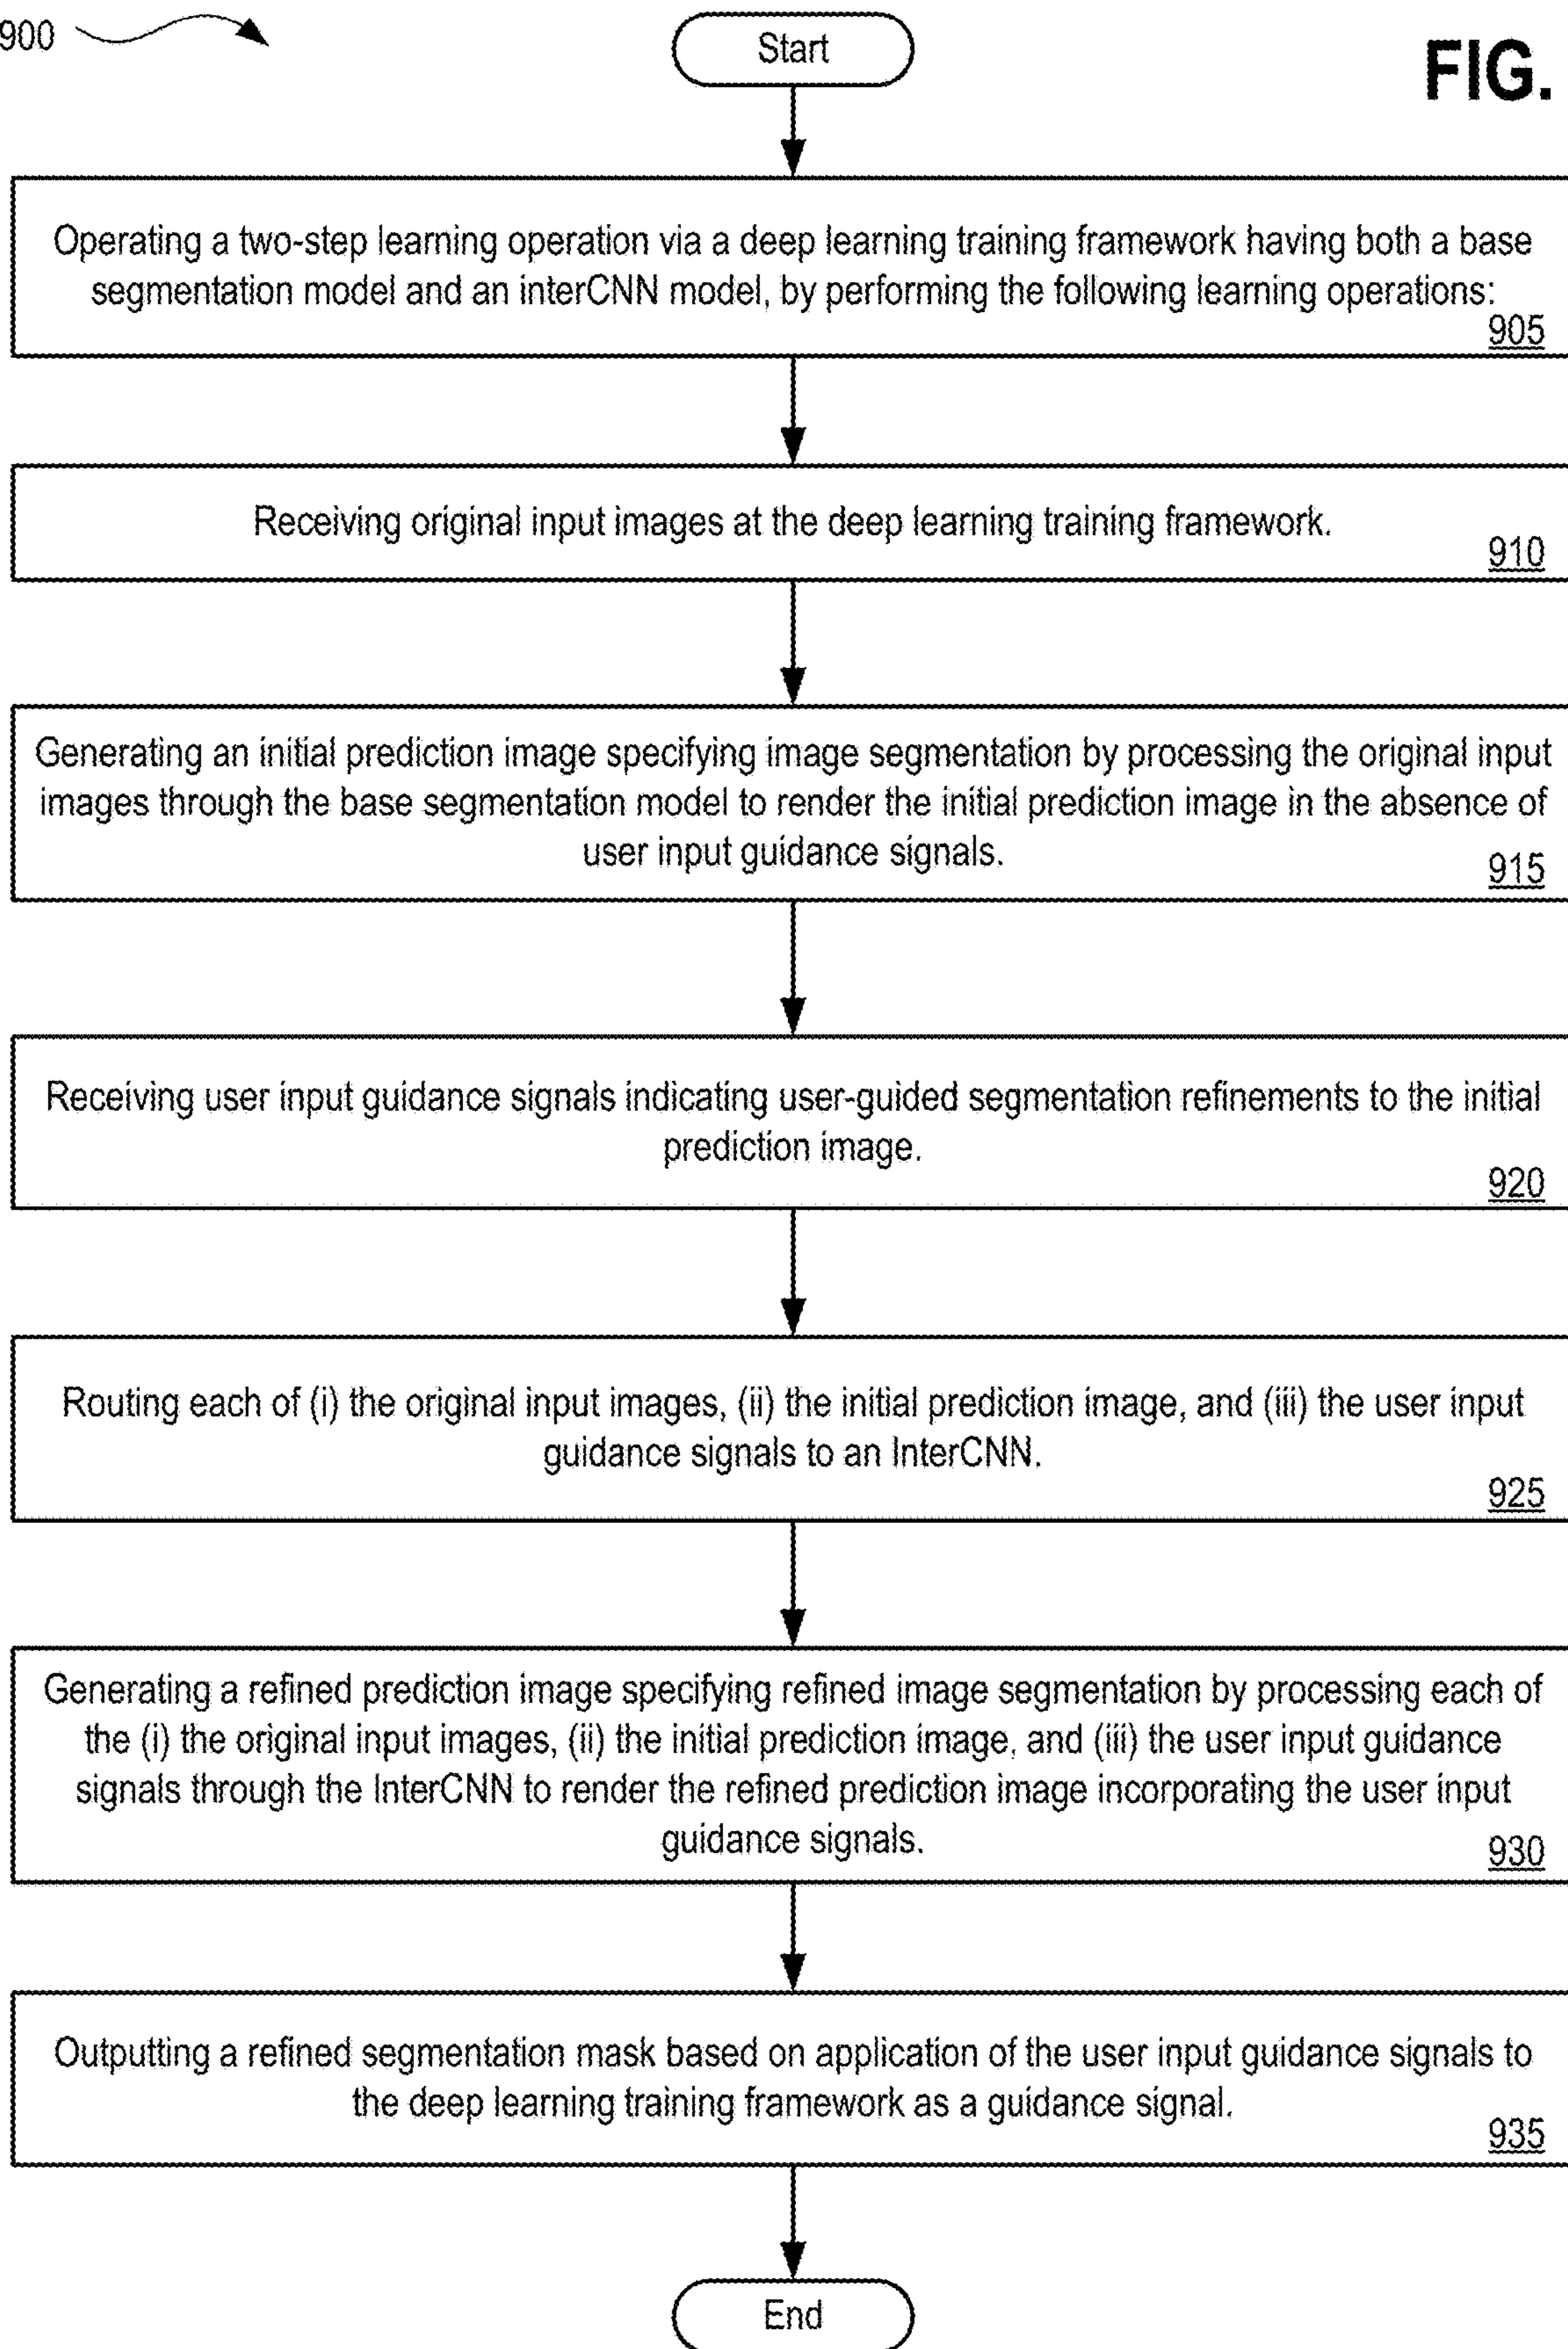 900
Start
FIG.
Operating a two-step learning operation via a deep learning training framework having both a base
segmentation model and an interCNN model, by performing the following learning operations:
905
Receiving original input images at the deep learning training framework.
910
Generating an initial prediction image specifying image segmentation by processing the original input
images through the base segmentation model to render the initial prediction image in the absence of
user input guidance signals.
915
Receiving user input guidance signals indicating user-guided segmentation refinements to the initial
prediction image.
920
Routing each of (i) the original input images, (ii) the initial prediction image, and (iii) the user input
guidance signals to an InterCNN.
925
Generating a refined prediction image specifying refined image segmentation by processing each of
the (i) the original input images, (ii) the initial prediction image, and (iii) the user input guidance
signals through the InterCNN to render the refined prediction image incorporating the user input
guidance signals.
930
Outputting a refined segmentation mask based on application of the user input guidance signals to
the deep learning training framework as a guidance signal.
935
End